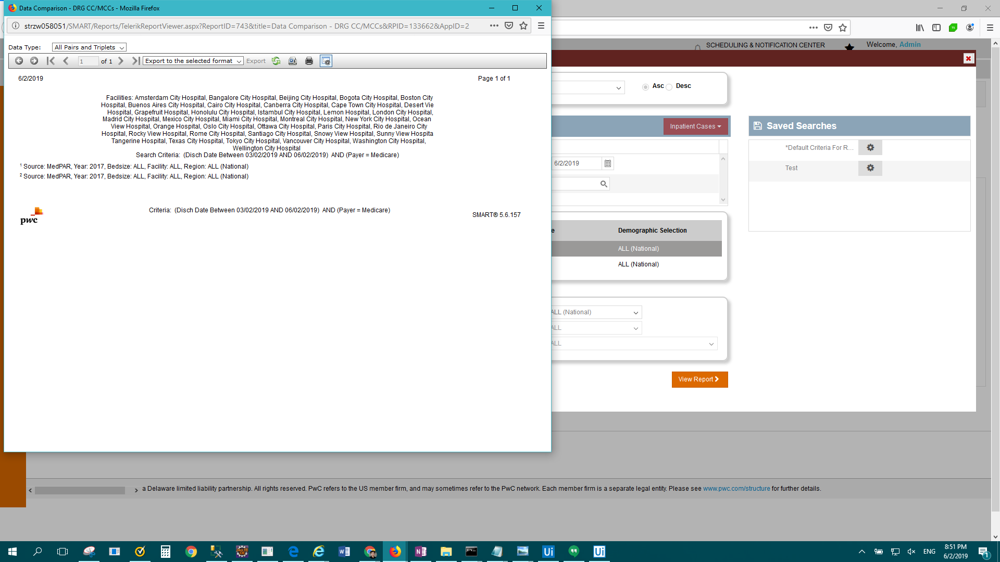 Data Comparison - DRG CC/MCCs - Mozilla Firefox
strzw058051/SMART/Reports/TelerikReportViewer.aspx?ReportID=743&title=Data Comparison - DRG CC/MCCs&RPID=133662&AppID=2
Data Type: All Pairs and Triplets
1 of 1 Export to the selected format Export
6/2/2019 Page 1 of 1
Facilities: Amsterdam City Hospital, Bangalore City Hospital, Beijing City Hospital, Bogota City Hospital, Boston City
Hospital, Buenos Aires City Hospital, Cairo City Hospital, Canberra City Hospital, Cape Town City Hospital, Desert Vie
Hospital, Grapefruit Hospital, Honolulu City Hospital, Istambul City Hospital, Lemon Hospital, London City Hospital,
Madrid City Hospital, Mexico City Hospital, Miami City Hospital, Montreal City Hospital, New York City Hospital, Ocean
View Hospital, Orange Hospital, Oslo City Hospital, Ottawa City Hospital, Paris City Hospital, Rio de Janeiro City
Hospital, Rocky View Hospital, Rome City Hospital, Santiago City Hospital, Snowy View Hospital, Sunny View Hospita
Tangerine Hospital, Texas City Hospital, Tokyo City Hospital, Vancouver City Hospital, Washington City Hospital,
Wellington City Hospital
Search Criteria: (Disch Date Between 03/02/2019 AND 06/02/2019) AND (Payer = Medicare)
1 Source: MedPAR, Year: 2017, Bedsize: ALL, Facility: ALL, Region: ALL (National)
2 Source: MedPAR, Year: 2017, Bedsize: ALL, Facility: ALL, Region: ALL (National)
pwc
Criteria: (Disch Date Between 03/02/2019 AND 06/02/2019) AND (Payer = Medicare)
SMART® 5.6.157
SCHEDULING & NOTIFICATION CENTER
Welcome, Admin
Asc Desc
Inpatient Cases
6/2/2019
Saved Searches
*Default Criteria For R...
Test
e Demographic Selection
ALL (National)
ALL (National)
ALL (National)
ALL
ALL
View Report
a Delaware limited liability partnership. All rights reserved. PwC refers to the US member firm, and may sometimes refer to the PwC network. Each member firm is a separate legal entity. Please see www.pwc.com/structure for further details.
ENG
8:51 PM
6/2/2019
1